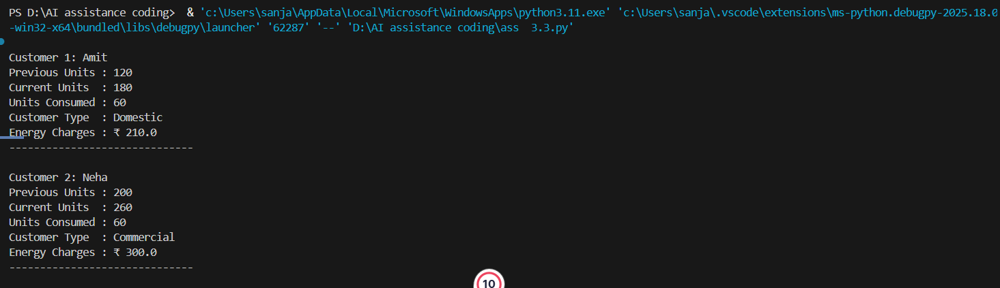 PS D:\AI assistance coding>  & 'c:\Users\sanja\AppData\Local\Microsoft\WindowsApps\python3.11.exe' 'c:\Users\sanja\.vscode\extensions\ms-python.debugpy-2025.18.0
-win32-x64\bundled\libs\debugpy\launcher' '62287' '--' 'D:\AI assistance coding\ass  3.3.py'
Customer 1: Amit
Previous Units : 120
Current Units  : 180
Units Consumed : 60
Customer Type  : Domestic
Energy Charges : ₹ 210.0
------------------------------
Customer 2: Neha
Previous Units : 200
Current Units  : 260
Units Consumed : 60
Customer Type  : Commercial
Energy Charges : ₹ 300.0
------------------------------
10